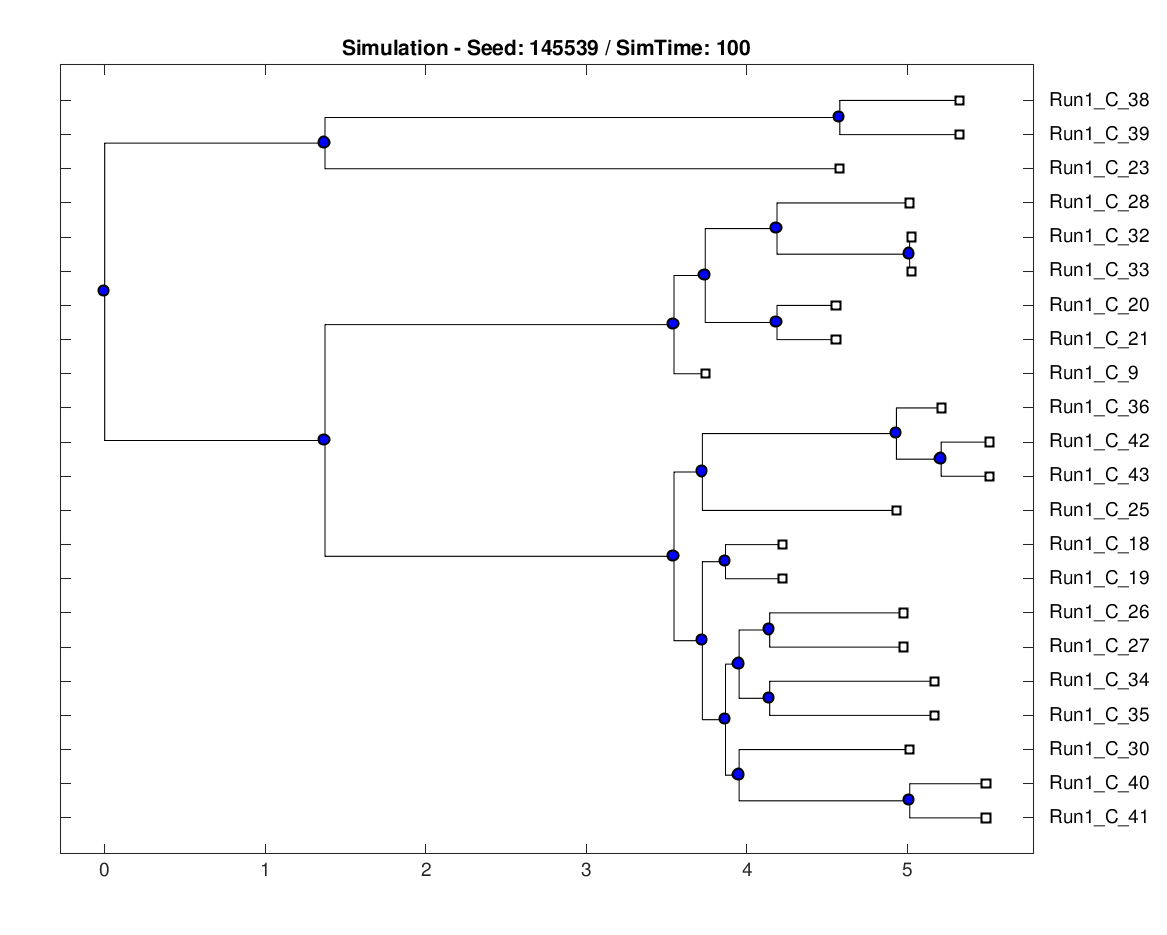 Simulation - Seed: 145539 / SimTime: 100
Run1_C_38
Run1_C_39
Run1_C_23
Run1_C_28
Run1_C_32
Run1_C_33
Run1_C_20
Run1_C_21
Run1_C_9
Run1_C_36
Run1_C_42
Run1_C_43
Run1_C_25
Run1_C_18
Run1_C_19
Run1_C_26
Run1_C_27
Run1_C_34
Run1_C_35
Run1_C_30
Run1_C_40
Run1_C_41
0 1 2 3 4 5